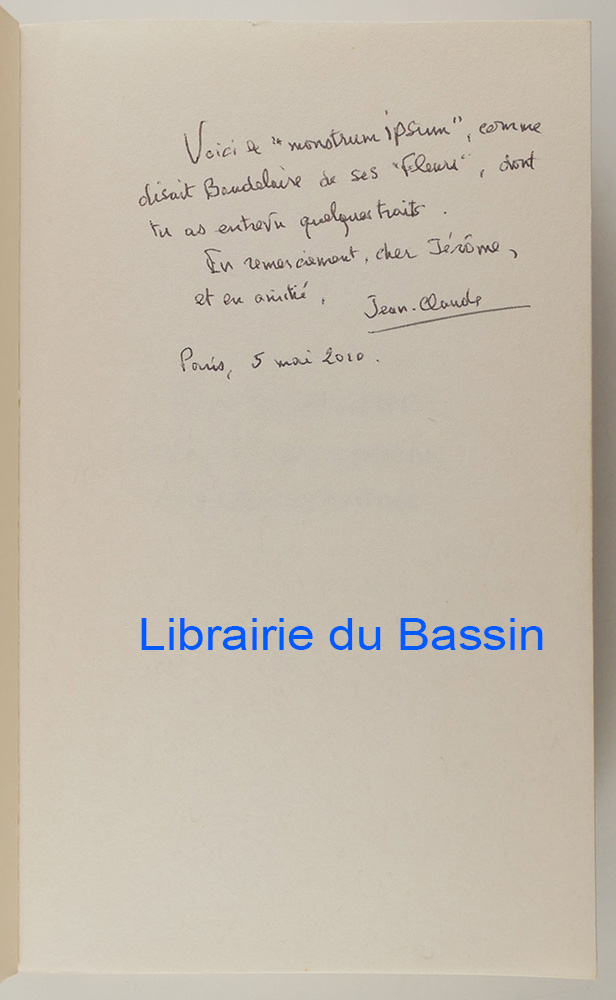 Voici le "monstrum ipsum", comme
disait Baudelaire de ses "Fleurs", dont
tu as entrevu quelques traits.
En remerciement, cher Jérôme,
et en amitié,
Jean-Claude
Paris, 5 mai 2010.
Librairie du Bassin